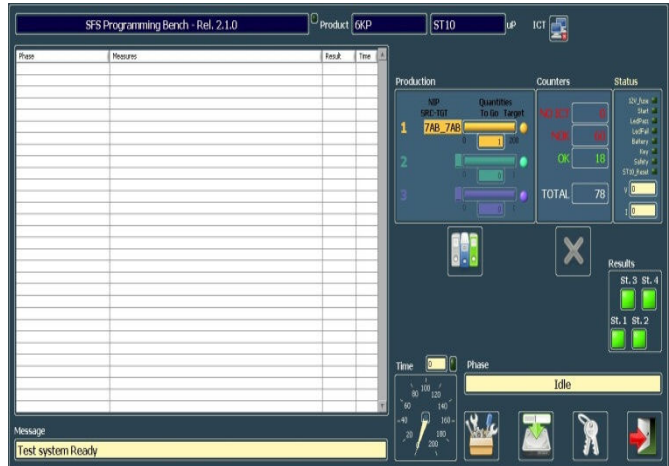 SFS Programming Bench - Rel. 2.1.0
Product
6KP
ST10
uP
ICT
Phase
Measures
Result
Time
Production
Counters
Status
NIP
SRC-TGT
Quantities
To Go Target
1
7AB_7AB
0
1
200
2
0
0
3
0
0
NO ICT
0
NOK
60
OK
18
TOTAL
78
12V_fuse
Start
LedPass
LedFail
Battery
Key
Safety
ST10_Reset
V
0
I
0
Results
St.3 St.4
St.1 St.2
Time
0
Phase
Idle
20
40
60
80
100
120
140
160
180
200
Message
Test system Ready